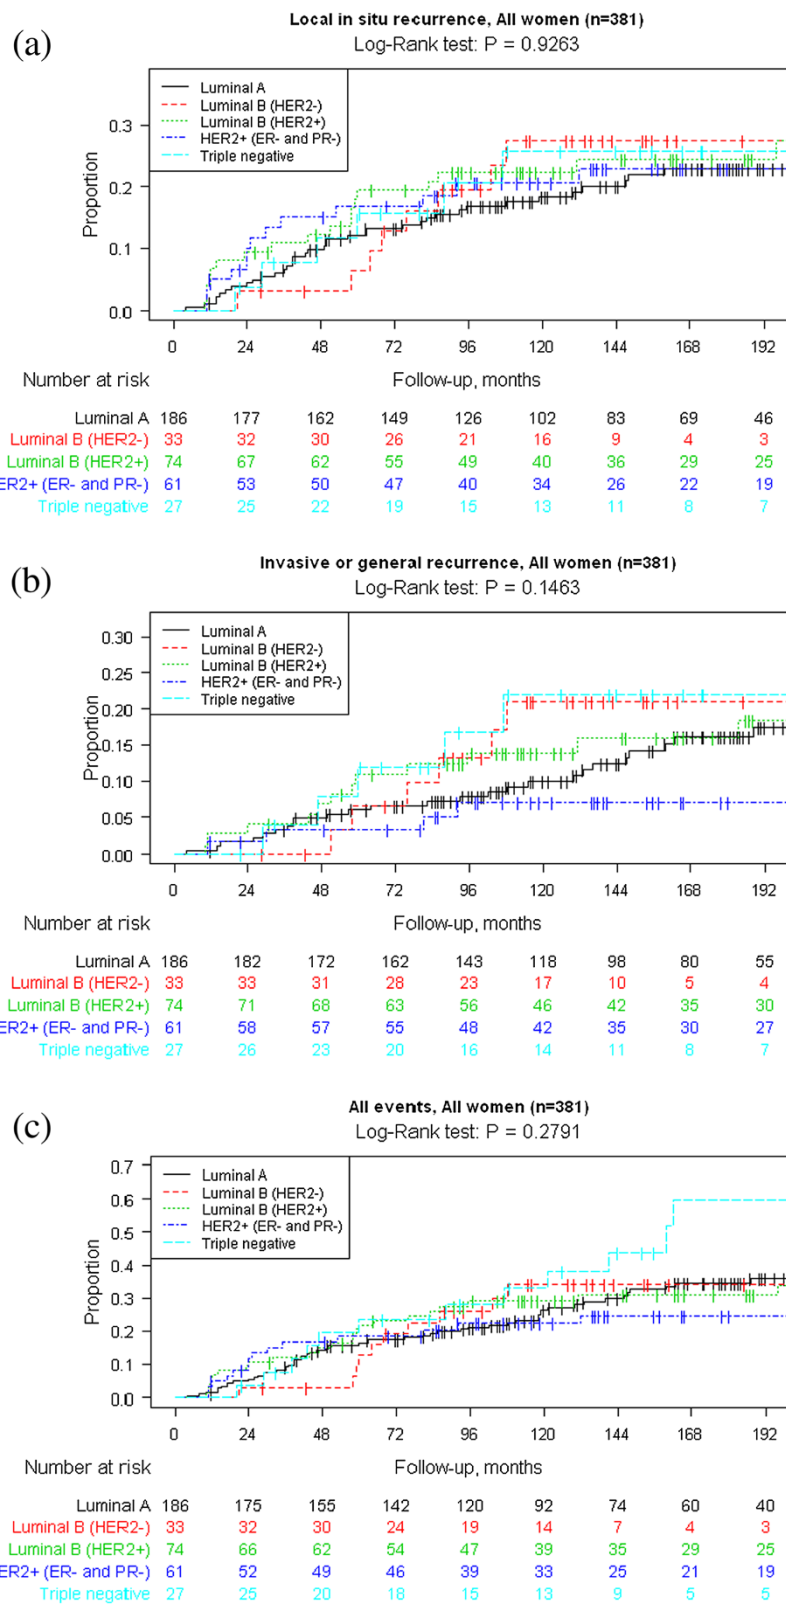 (a)
Local in situ recurrence, All women (n=381)
Log-Rank test: P = 0.9263
Luminal A
Luminal B (HER2-)
Luminal B (HER2+)
HER2+ (ER- and PR-)
Triple negative
Proportion
0.3
0.2
0.1
0.0
0 24 48 72 96 120 144 168 192
Number at risk Follow-up, months
Luminal A 186 177 162 149 126 102 83 69 46
Luminal B (HER2-) 33 32 30 26 21 16 9 4 3
Luminal B (HER2+) 74 67 62 55 49 40 36 29 25
ER2+ (ER- and PR-) 61 53 50 47 40 34 26 22 19
Triple negative 27 25 22 19 15 13 11 8 7
(b)
Invasive or general recurrence, All women (n=381)
Log-Rank test: P = 0.1463
Luminal A
Luminal B (HER2-)
Luminal B (HER2+)
HER2+ (ER- and PR-)
Triple negative
Proportion
0.30
0.25
0.20
0.15
0.10
0.05
0.00
0 24 48 72 96 120 144 168 192
Number at risk Follow-up, months
Luminal A 186 182 172 162 143 118 98 80 55
Luminal B (HER2-) 33 33 31 28 23 17 10 5 4
Luminal B (HER2+) 74 71 68 63 56 46 42 35 30
ER2+ (ER- and PR-) 61 58 57 55 48 42 35 30 27
Triple negative 27 26 23 20 16 14 11 8 7
(c)
All events, All women (n=381)
Log-Rank test: P = 0.2791
Luminal A
Luminal B (HER2-)
Luminal B (HER2+)
HER2+ (ER- and PR-)
Triple negative
Proportion
0.7
0.6
0.5
0.4
0.3
0.2
0.1
0.0
0 24 48 72 96 120 144 168 192
Number at risk Follow-up, months
Luminal A 186 175 155 142 120 92 74 60 40
Luminal B (HER2-) 33 32 30 24 19 14 7 4 3
Luminal B (HER2+) 74 66 62 54 47 39 35 29 25
ER2+ (ER- and PR-) 61 52 49 46 39 33 25 21 19
Triple negative 27 25 20 18 15 13 9 5 5